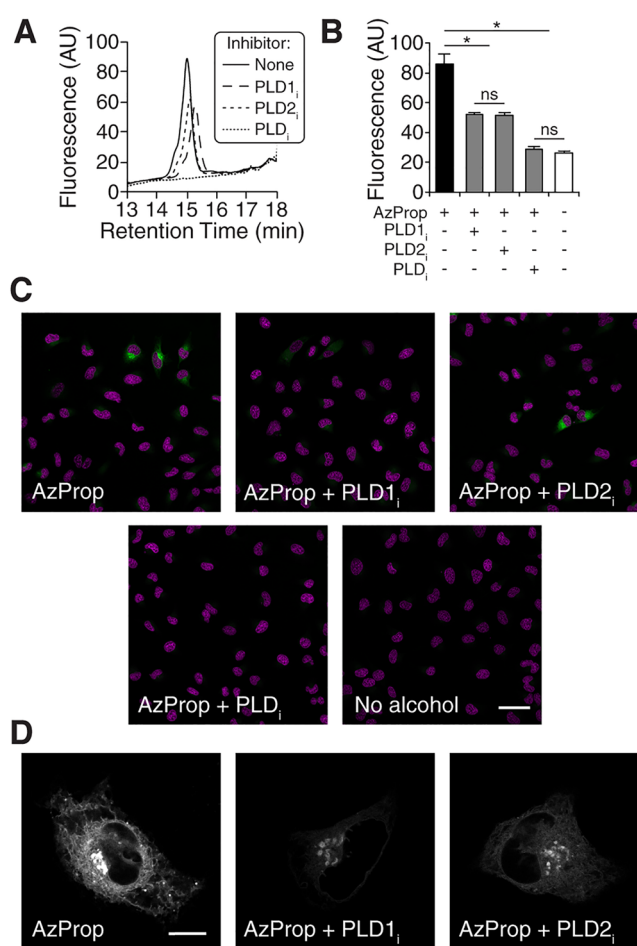 A
Fluorescence (AU)
100
80
60
40
20
0
13 14 15 16 17 18
Retention Time (min)
Inhibitor:
None
PLD1i
PLD2i
PLDi
B
Fluorescence (AU)
100
80
60
40
20
0
*
*
ns
ns
AzProp + + + + -
PLD1i - + - - -
PLD2i - - + - -
PLDi - - - + -
C
AzProp
AzProp + PLD1i
AzProp + PLD2i
AzProp + PLDi
No alcohol
D
AzProp
AzProp + PLD1i
AzProp + PLD2i